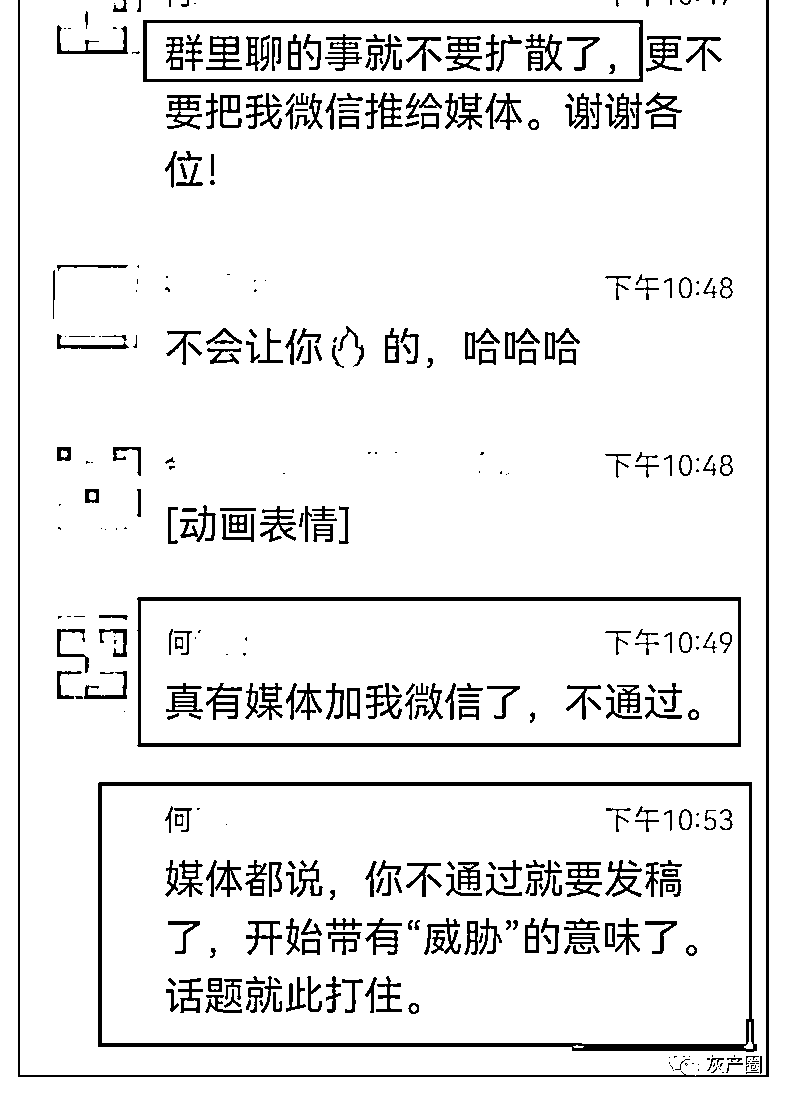 群里聊的事就不要扩散了，更不
要把我微信推给媒体。谢谢各
位！
下午10:48
不会让你 的，哈哈哈
下午10:48
[动画表情]
何 下午10:49
真有媒体加我微信了，不通过。
何 下午10:53
媒体都说，你不通过就要发稿
了，开始带有“威胁”的意味了。
话题就此打住。
灰产圈